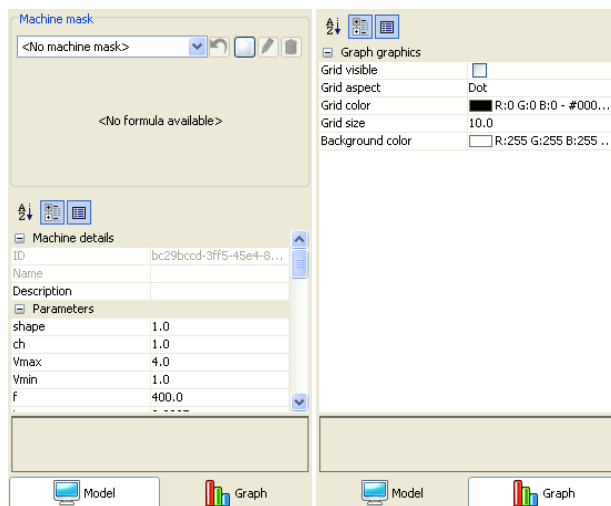 Machine mask
<No machine mask>
<No formula available>
Machine details
ID bc29bccd-3ff5-45e4-8...
Name
Description
Parameters
shape 1.0
ch 1.0
Vmax 4.0
Vmin 1.0
f 400.0
Model Graph
Graph graphics
Grid visible
Grid aspect Dot
Grid color R:0 G:0 B:0 - #000...
Grid size 10.0
Background color R:255 G:255 B:255 ..
Model Graph